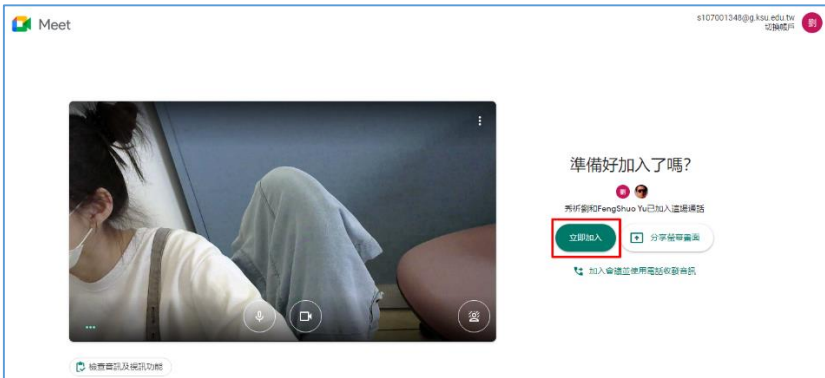 Meet
s107001348@g.ksu.edu.tw
切換帳戶
劉
準備好加入了嗎?
劉
秀圻劉和FengShuo Yu已加入這場通話
立即加入
分享螢幕畫面
加入會議並使用電話收發音訊
檢查音訊及視訊功能